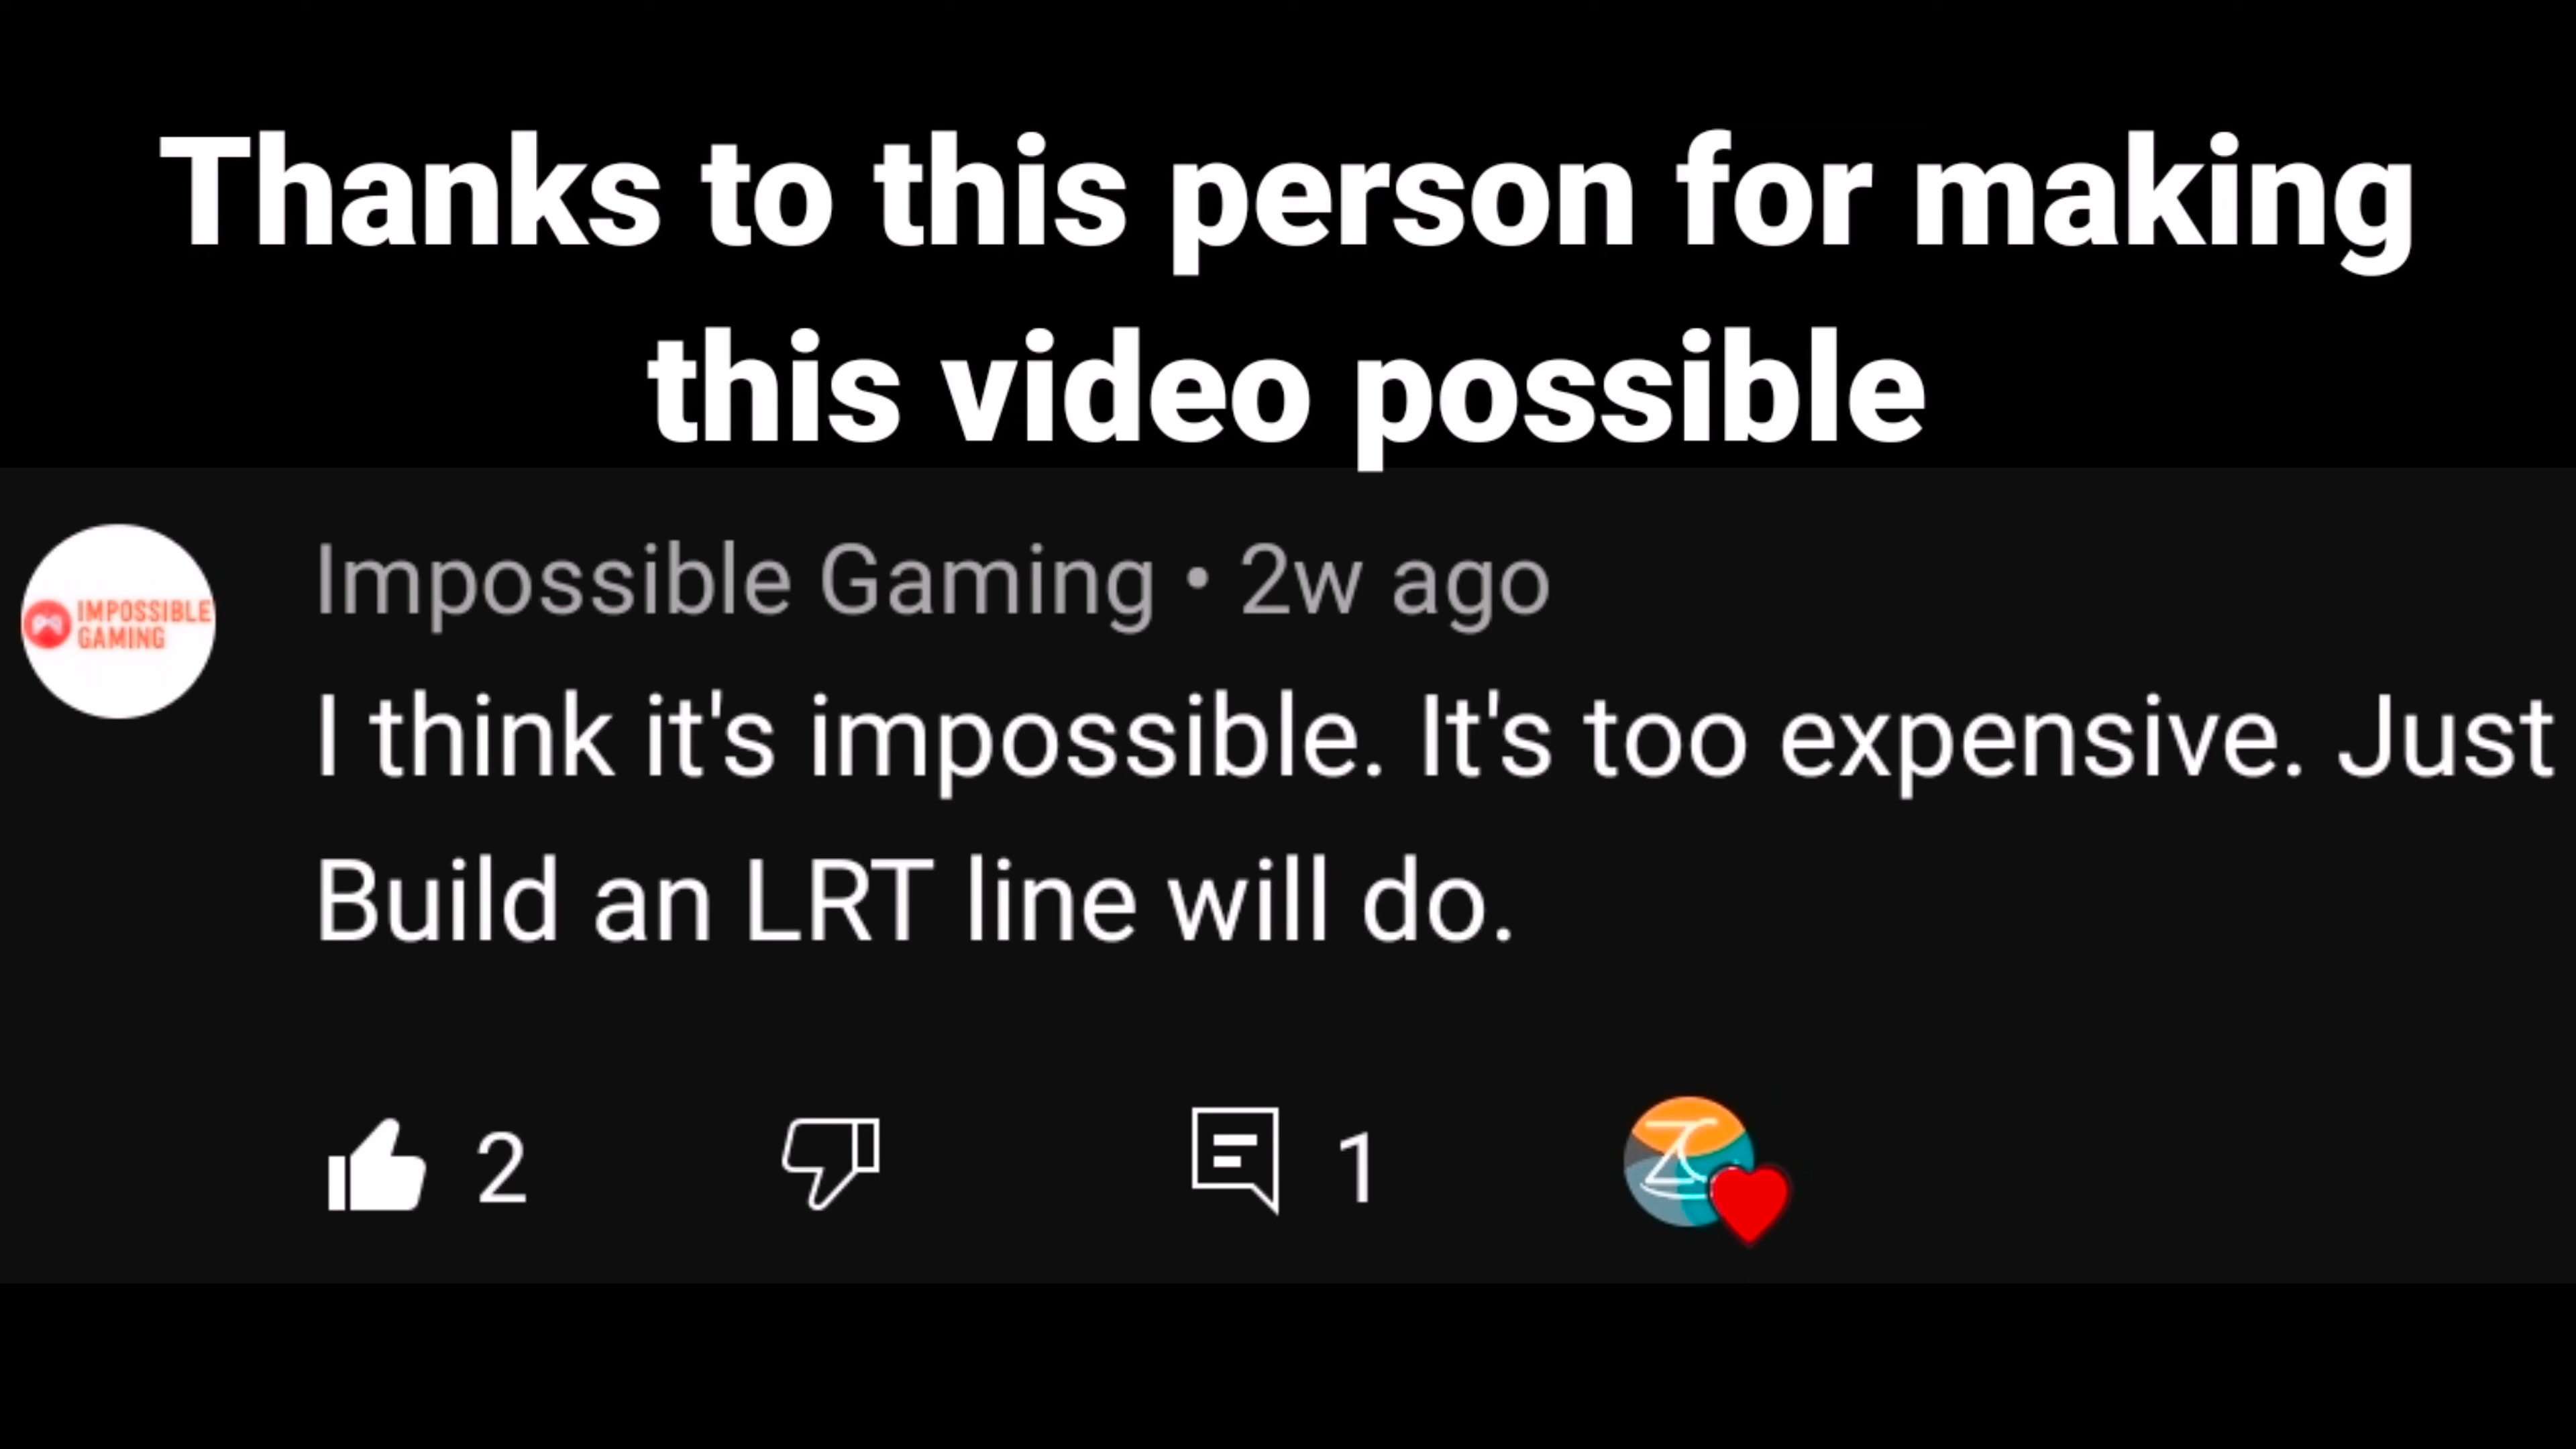 Thanks to this person for making
this video possible
IMPOSSIBLE
GAMING
Impossible Gaming • 2w ago
I think it's impossible. It's too expensive. Just
Build an LRT line will do.
2
1